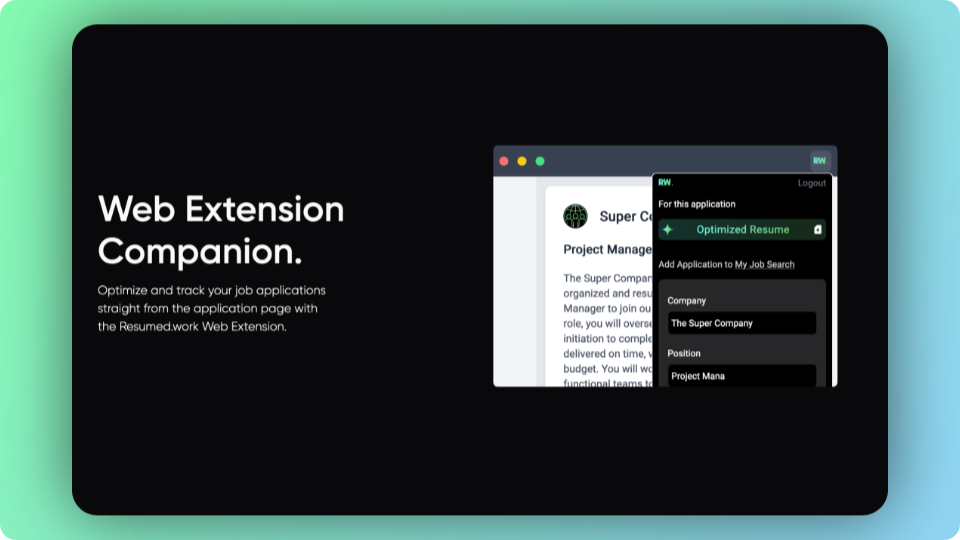 Web Extension
Companion.
Optimize and track your job applications
straight from the application page with
the Resumed.work Web Extension.
RW.
RW.
Logout
For this application
Optimized Resume
Add Application to My Job Search
Company
The Super Company
Position
Project Mana
Super C
Project Manage
The Super Compa
organized and resu
Manager to join ou
role, you will overs
initiation to comple
delivered on time,
budget. You will wo
functional teams to